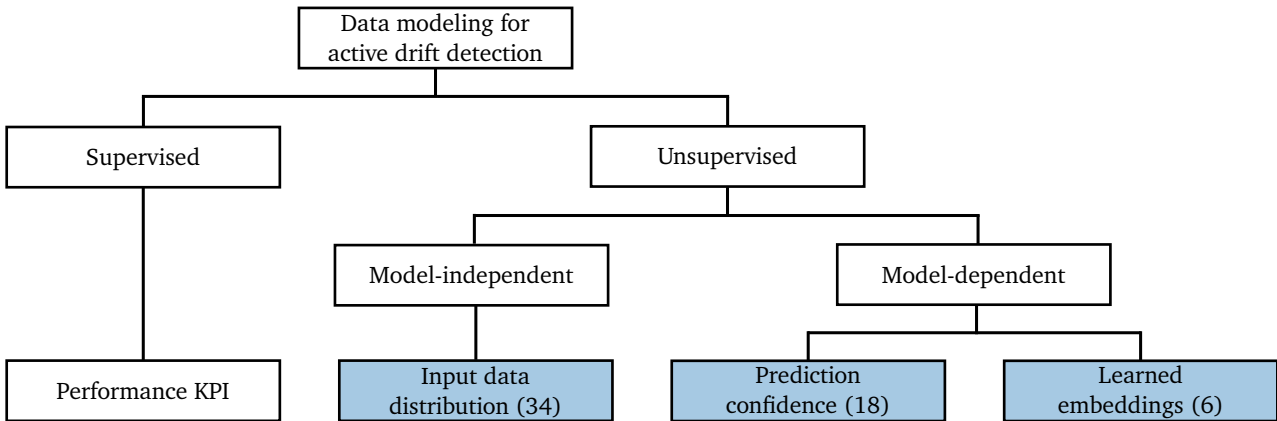 Data modeling for
active drift detection
Supervised
Unsupervised
Model-independent
Model-dependent
Performance KPI
Input data
distribution (34)
Prediction
confidence (18)
Learned
embeddings (6)